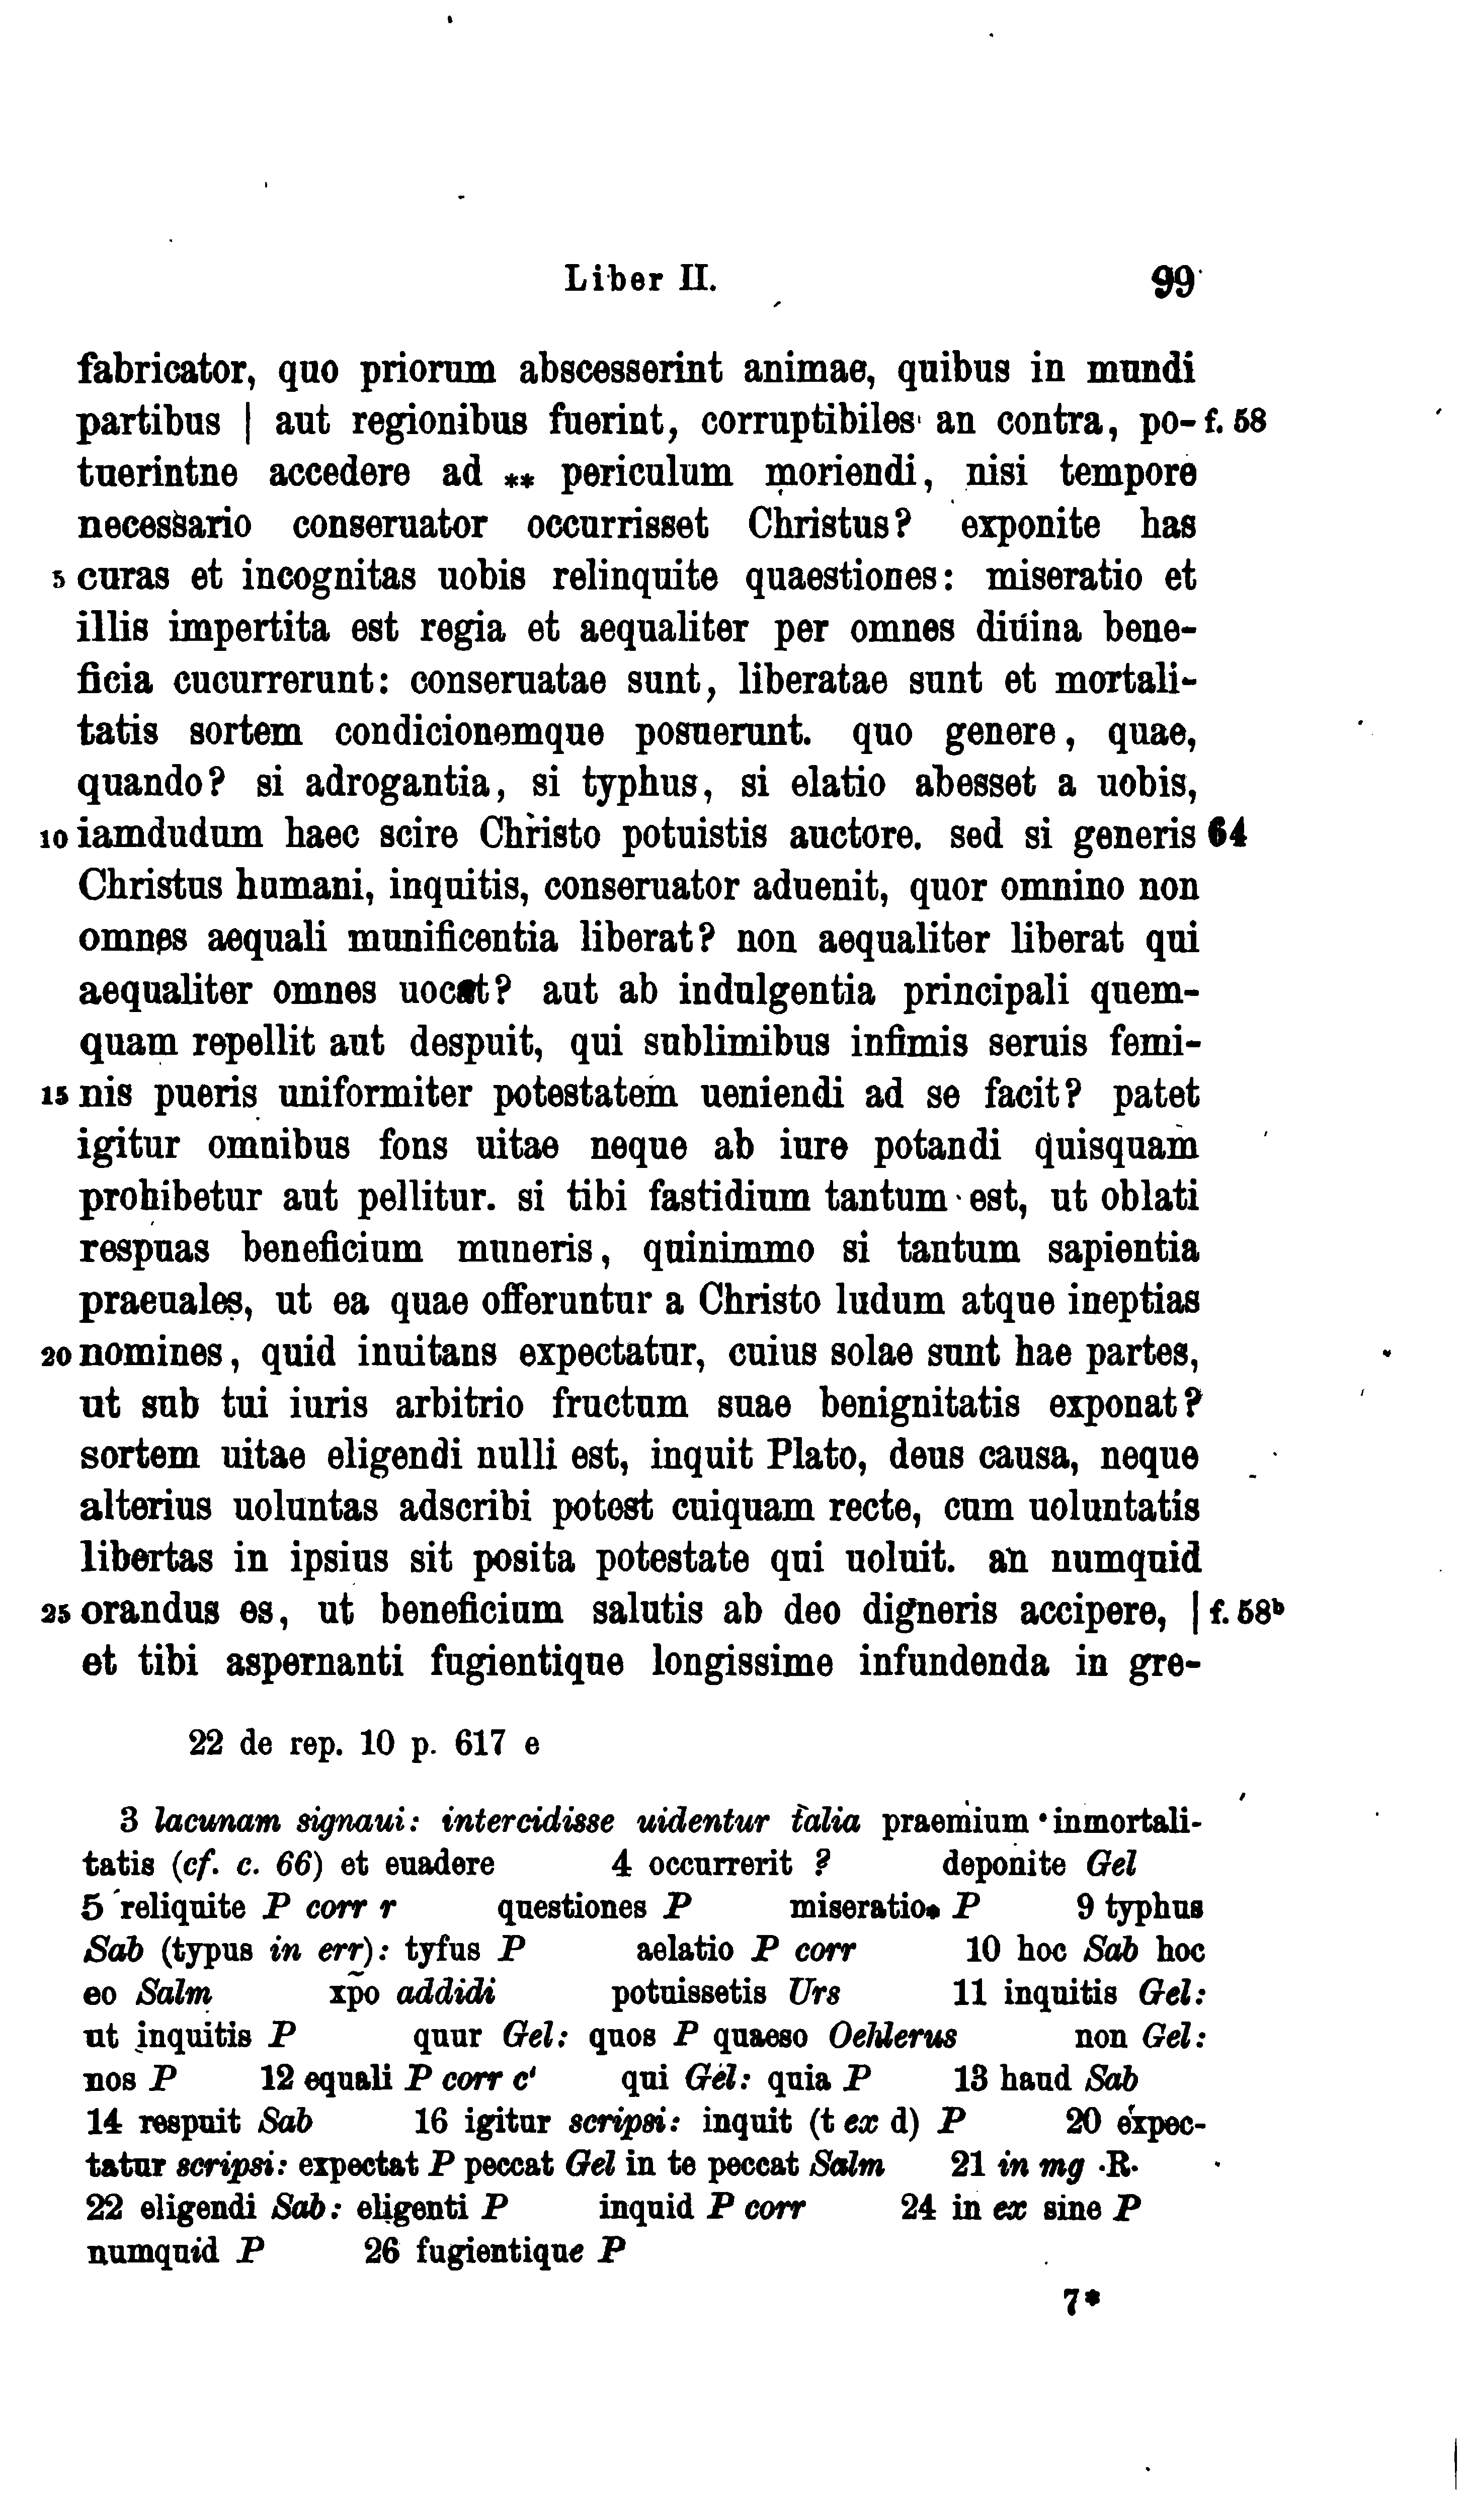 Liber II. 99
fabricator, quo priorum abscesserint animae, quibus in mundi
partibus | aut regionibus fuerint, corruptibiles an contra, po- f. 58
tuerintne accedere ad ** periculum moriendi, nisi tempore
necessario conseruator occurrisset Christus? exponite has
5 curas et incognitas uobis relinquite quaestiones: miseratio et
illis impertita est regia et aequaliter per omnes diuina bene-
ficia cucurrerunt: conseruatae sunt, liberatae sunt et mortali-
tatis sortem condicionemque posuerunt. quo genere, quae,
quando? si adrogantia, si typhus, si elatio abesset a uobis,
10 iamdudum haec scire Christo potuistis auctore. sed si generis 64
Christus humani, inquitis, conseruator aduenit, quor omnino non
omnes aequali munificentia liberat? non aequaliter liberat qui
aequaliter omnes uocat? aut ab indulgentia principali quem-
quam repellit aut despuit, qui sublimibus infimis seruis femi-
15 nis pueris uniformiter potestatem ueniendi ad se facit? patet
igitur omnibus fons uitae neque ab iure potandi quisquam
prohibetur aut pellitur. si tibi fastidium tantum est, ut oblati
respuas beneficium muneris, quinimmo si tantum sapientia
praeuales, ut ea quae offeruntur a Christo ludum atque ineptias
20 nomines, quid inuitans expectatur, cuius solae sunt hae partes,
ut sub tui iuris arbitrio fructum suae benignitatis exponat?
sortem uitae eligendi nulli est, inquit Plato, deus causa, neque
alterius uoluntas adscribi potest cuiquam recte, cum uoluntatis
libertas in ipsius sit posita potestate qui uoluit. an numquid
25 orandus es, ut beneficium salutis ab deo digneris accipere, | f. 58b
et tibi aspernanti fugientique longissime infundenda in gre-
22 de rep. 10 p. 617 e
3 lacunam signaui: intercidisse uidentur talia praemium inmortali-
tatis (cf. c. 66) et euadere 4 occurrerit ? deponite Gel
5 reliquite P corr r questiones P miseratio* P 9 typhus
Sab (typus in err): tyfus P aelatio P corr 10 hoc Sab hoc
eo Salm xp̃o addidi potuissetis Urs 11 inquitis Gel:
ut inquitis P quur Gel: quos P quaeso Oehlerus non Gel:
nos P 12 equali P corr c' qui Gel: quia P 13 haud Sab
14 respuit Sab 16 igitur scripsi: inquit (t ex d) P 20 expec-
tatur scripsi: expectat P peccat Gel in te peccat Salm 21 in mg ·R·
22 eligendi Sab: eligenti P inquid P corr 24 in ex sine P
numquid P 26 fugientique P
7*